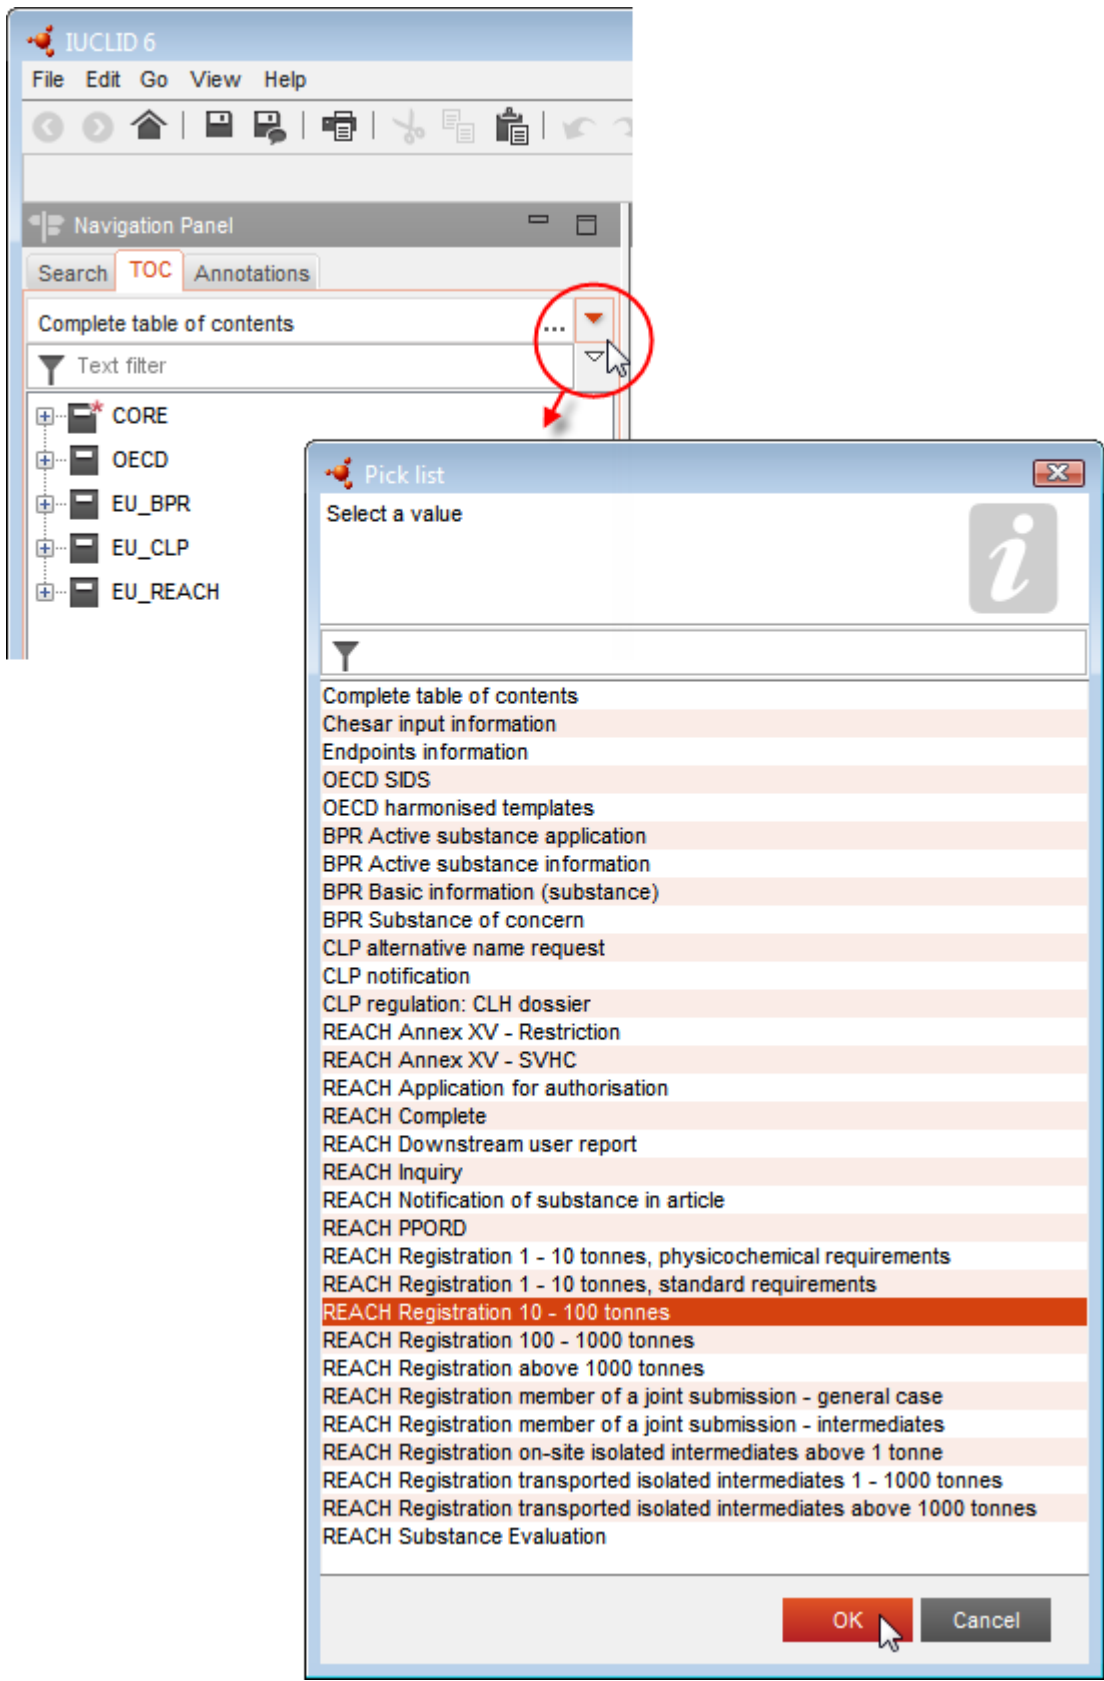 IUCLID 6
File Edit Go View Help
Navigation Panel
Search TOC Annotations
Complete table of contents ...
Text filter
CORE
OECD
EU_BPR
EU_CLP
EU_REACH
Pick list
Select a value
Complete table of contents
Chesar input information
Endpoints information
OECD SIDS
OECD harmonised templates
BPR Active substance application
BPR Active substance information
BPR Basic information (substance)
BPR Substance of concern
CLP alternative name request
CLP notification
CLP regulation: CLH dossier
REACH Annex XV - Restriction
REACH Annex XV - SVHC
REACH Application for authorisation
REACH Complete
REACH Downstream user report
REACH Inquiry
REACH Notification of substance in article
REACH PPORD
REACH Registration 1 - 10 tonnes, physicochemical requirements
REACH Registration 1 - 10 tonnes, standard requirements
REACH Registration 10 - 100 tonnes
REACH Registration 100 - 1000 tonnes
REACH Registration above 1000 tonnes
REACH Registration member of a joint submission - general case
REACH Registration member of a joint submission - intermediates
REACH Registration on-site isolated intermediates above 1 tonne
REACH Registration transported isolated intermediates 1 - 1000 tonnes
REACH Registration transported isolated intermediates above 1000 tonnes
REACH Substance Evaluation
OK Cancel